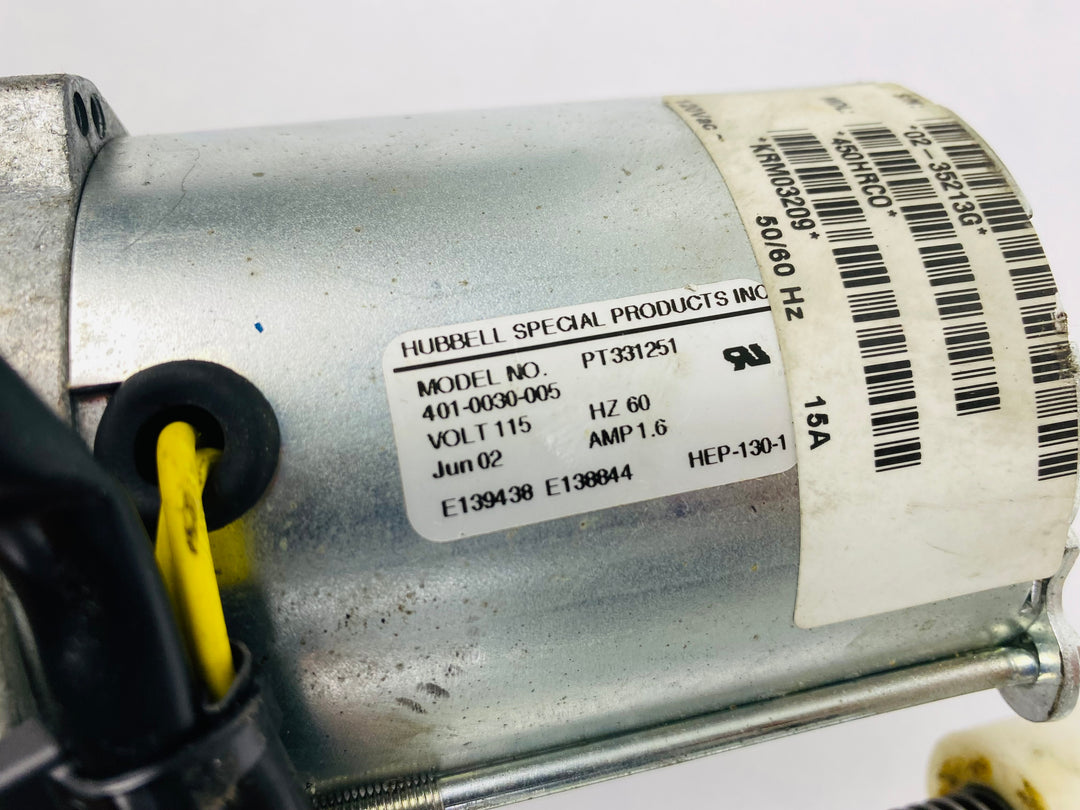 HUBBELL SPECIAL PRODUCTS INC
MODEL NO. PT331251
401-0030-005
VOLT 115 HZ 60
Jun 02 AMP 1.6
E139438 E138844 HEP-130-1
*02-35213G*
MDL:
*450HRCO*
*KRM03209*
50/60 Hz 15A